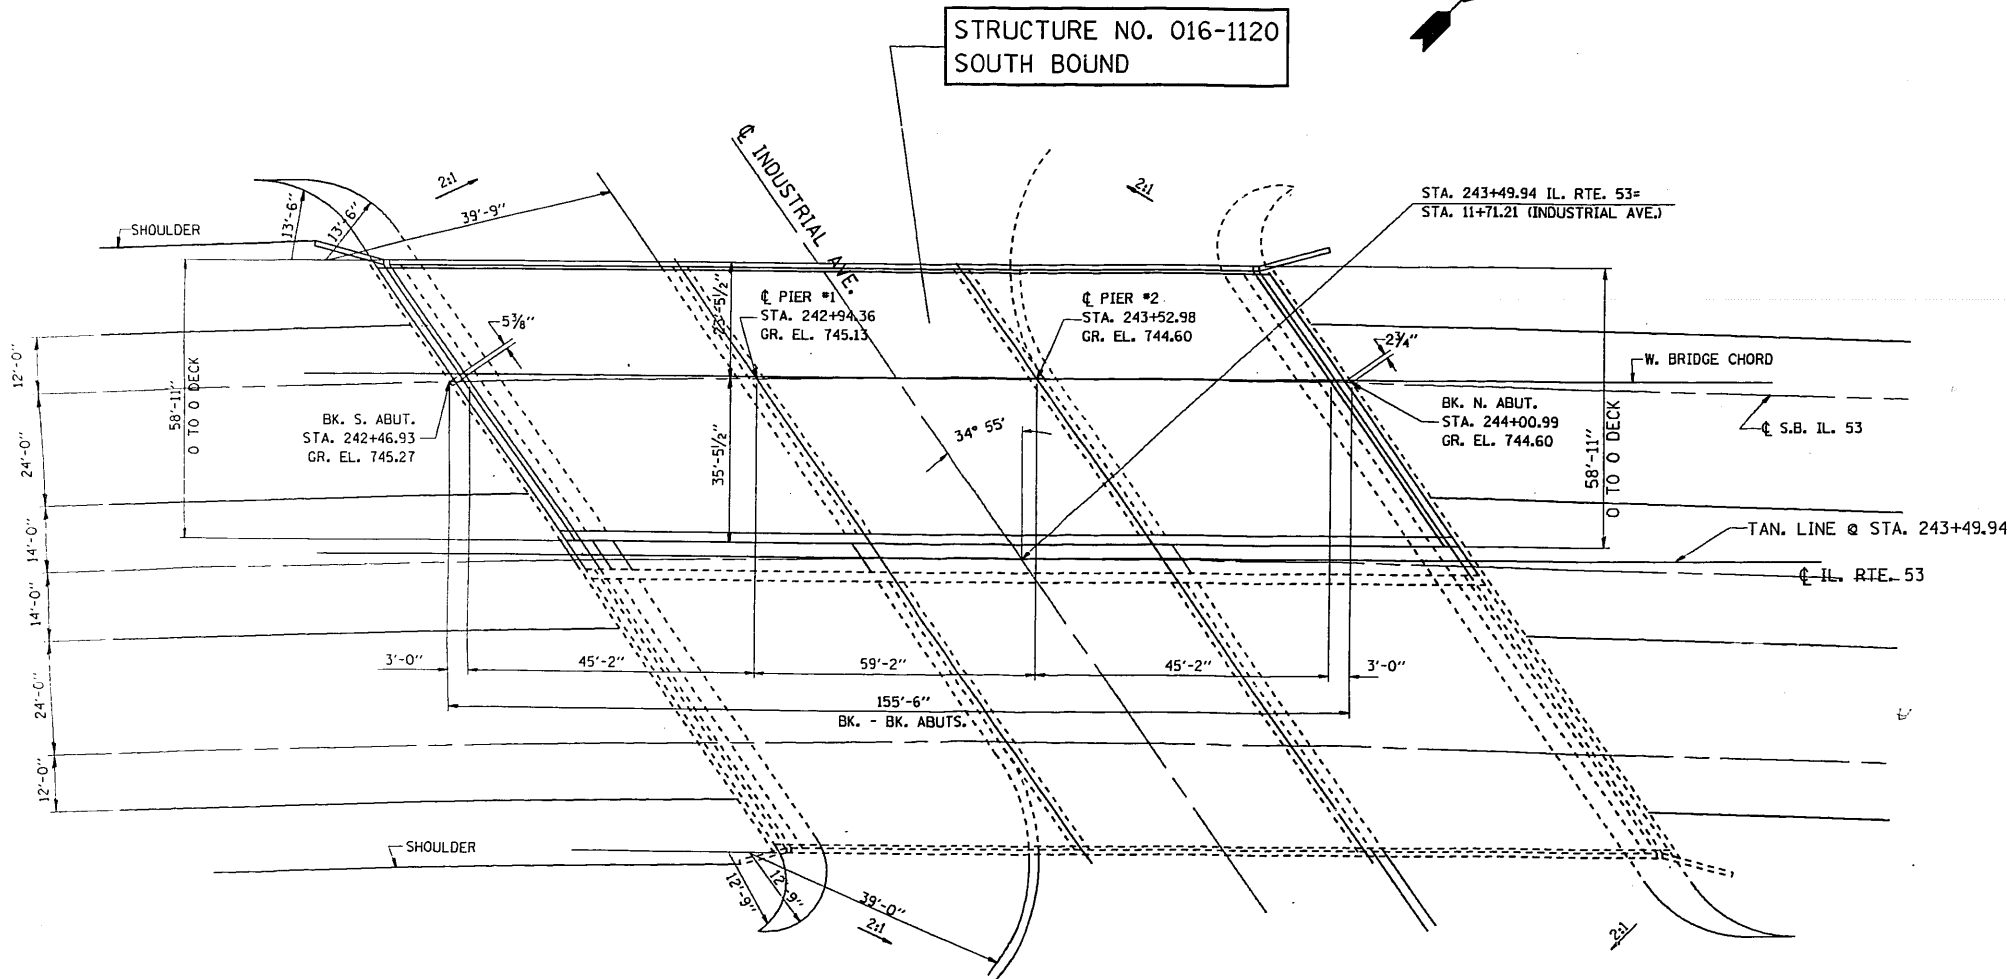 STRUCTURE NO. 016-1120
SOUTH BOUND
℄ INDUSTRIAL AVE.
2:1
39'-9"
13'-6"
13'-6"
SHOULDER
2:1
STA. 243+49.94 IL. RTE. 53=
STA. 11+71.21 (INDUSTRIAL AVE.)
23'-5½"
℄ PIER #1
STA. 242+94.36
GR. EL. 745.13
℄ PIER #2
STA. 243+52.98
GR. EL. 744.60
5⅜"
2¾"
W. BRIDGE CHORD
12'-0"
58'-11"
O TO O DECK
BK. S. ABUT.
STA. 242+46.93
GR. EL. 745.27
34° 55'
BK. N. ABUT.
STA. 244+00.99
GR. EL. 744.60
℄ S.B. IL. 53
24'-0"
35'-5½"
58'-11"
O TO O DECK
14'-0"
TAN. LINE @ STA. 243+49.94
℄ IL. RTE. 53
14'-0"
3'-0"
45'-2"
59'-2"
45'-2"
3'-0"
24'-0"
155'-6"
BK. - BK. ABUTS.
12'-0"
SHOULDER
12'-9"
12'-9"
39'-0"
2:1
2:1